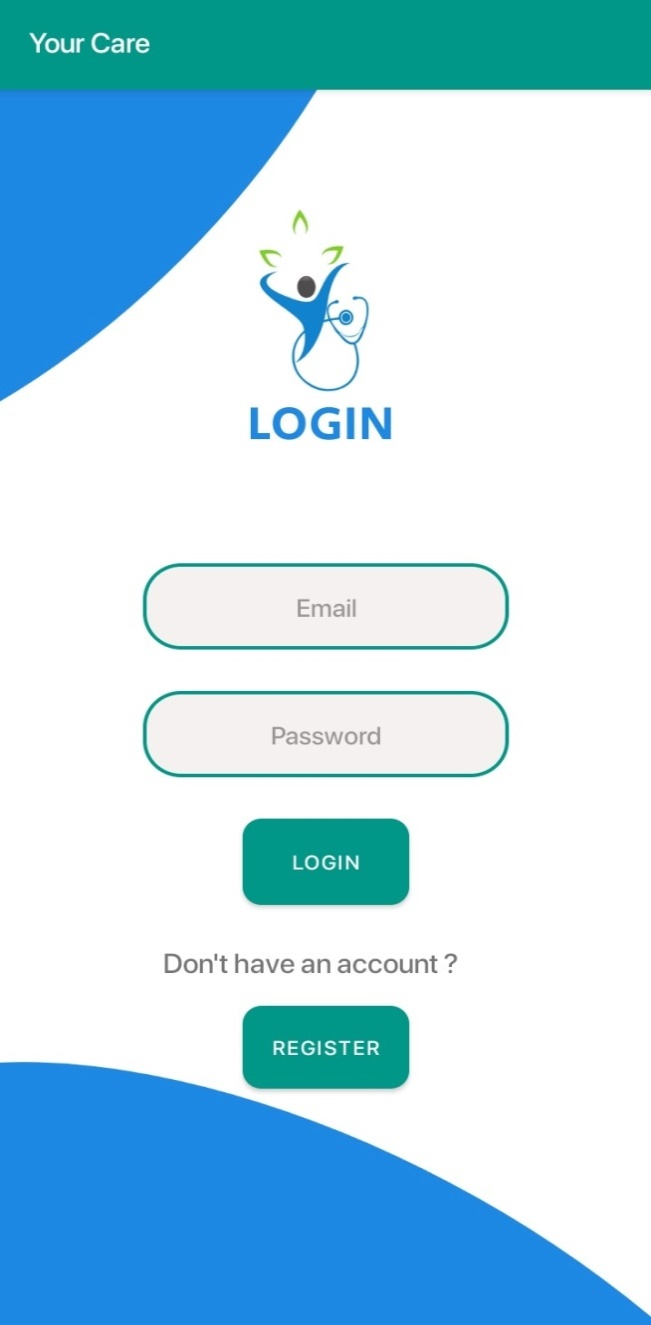 Your Care
LOGIN
Email
Password
LOGIN
Don't have an account ?
REGISTER